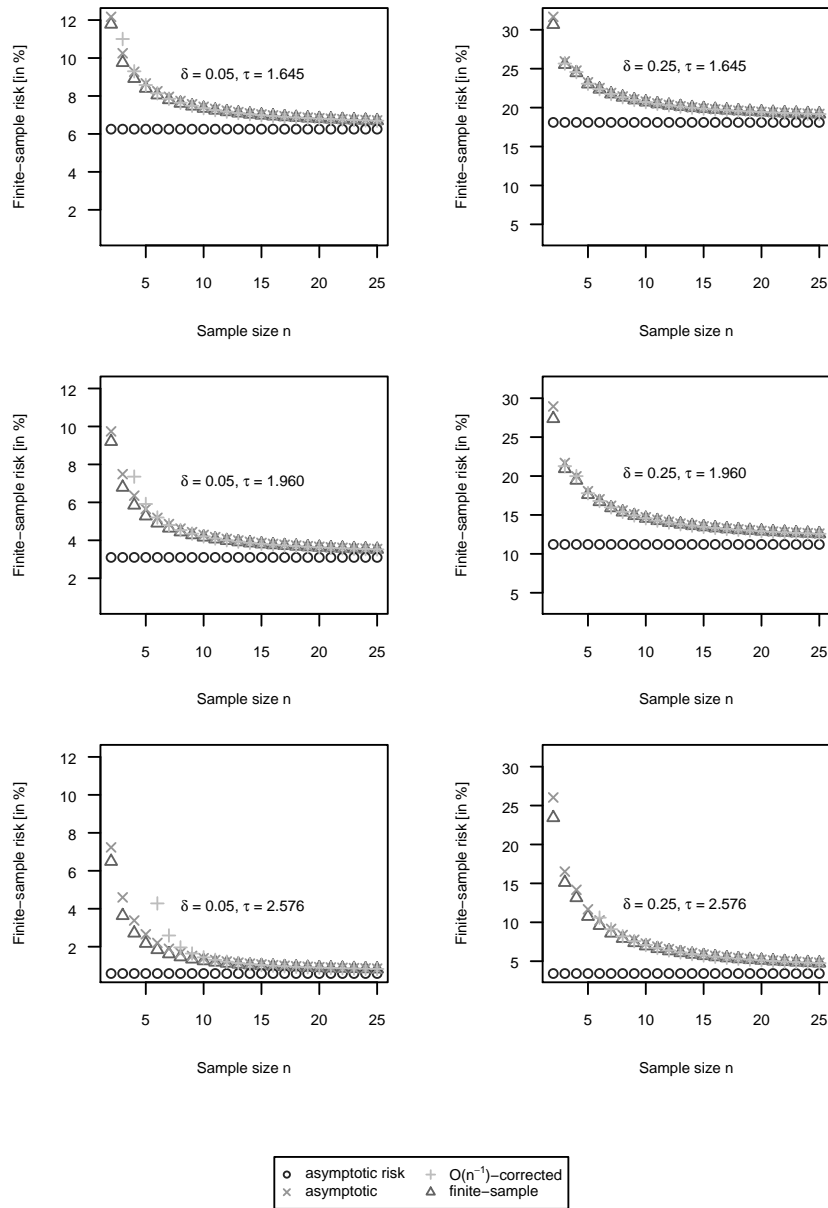 12
10
8
6
4
2
Finite−sample risk [in %]
δ = 0.05, τ = 1.645
5 10 15 20 25
Sample size n
30
25
20
15
10
5
Finite−sample risk [in %]
δ = 0.25, τ = 1.645
5 10 15 20 25
Sample size n
12
10
8
6
4
2
Finite−sample risk [in %]
δ = 0.05, τ = 1.960
5 10 15 20 25
Sample size n
30
25
20
15
10
5
Finite−sample risk [in %]
δ = 0.25, τ = 1.960
5 10 15 20 25
Sample size n
12
10
8
6
4
2
Finite−sample risk [in %]
δ = 0.05, τ = 2.576
5 10 15 20 25
Sample size n
30
25
20
15
10
5
Finite−sample risk [in %]
δ = 0.25, τ = 2.576
5 10 15 20 25
Sample size n
asymptotic risk
asymptotic
O(n⁻¹)−corrected
finite−sample